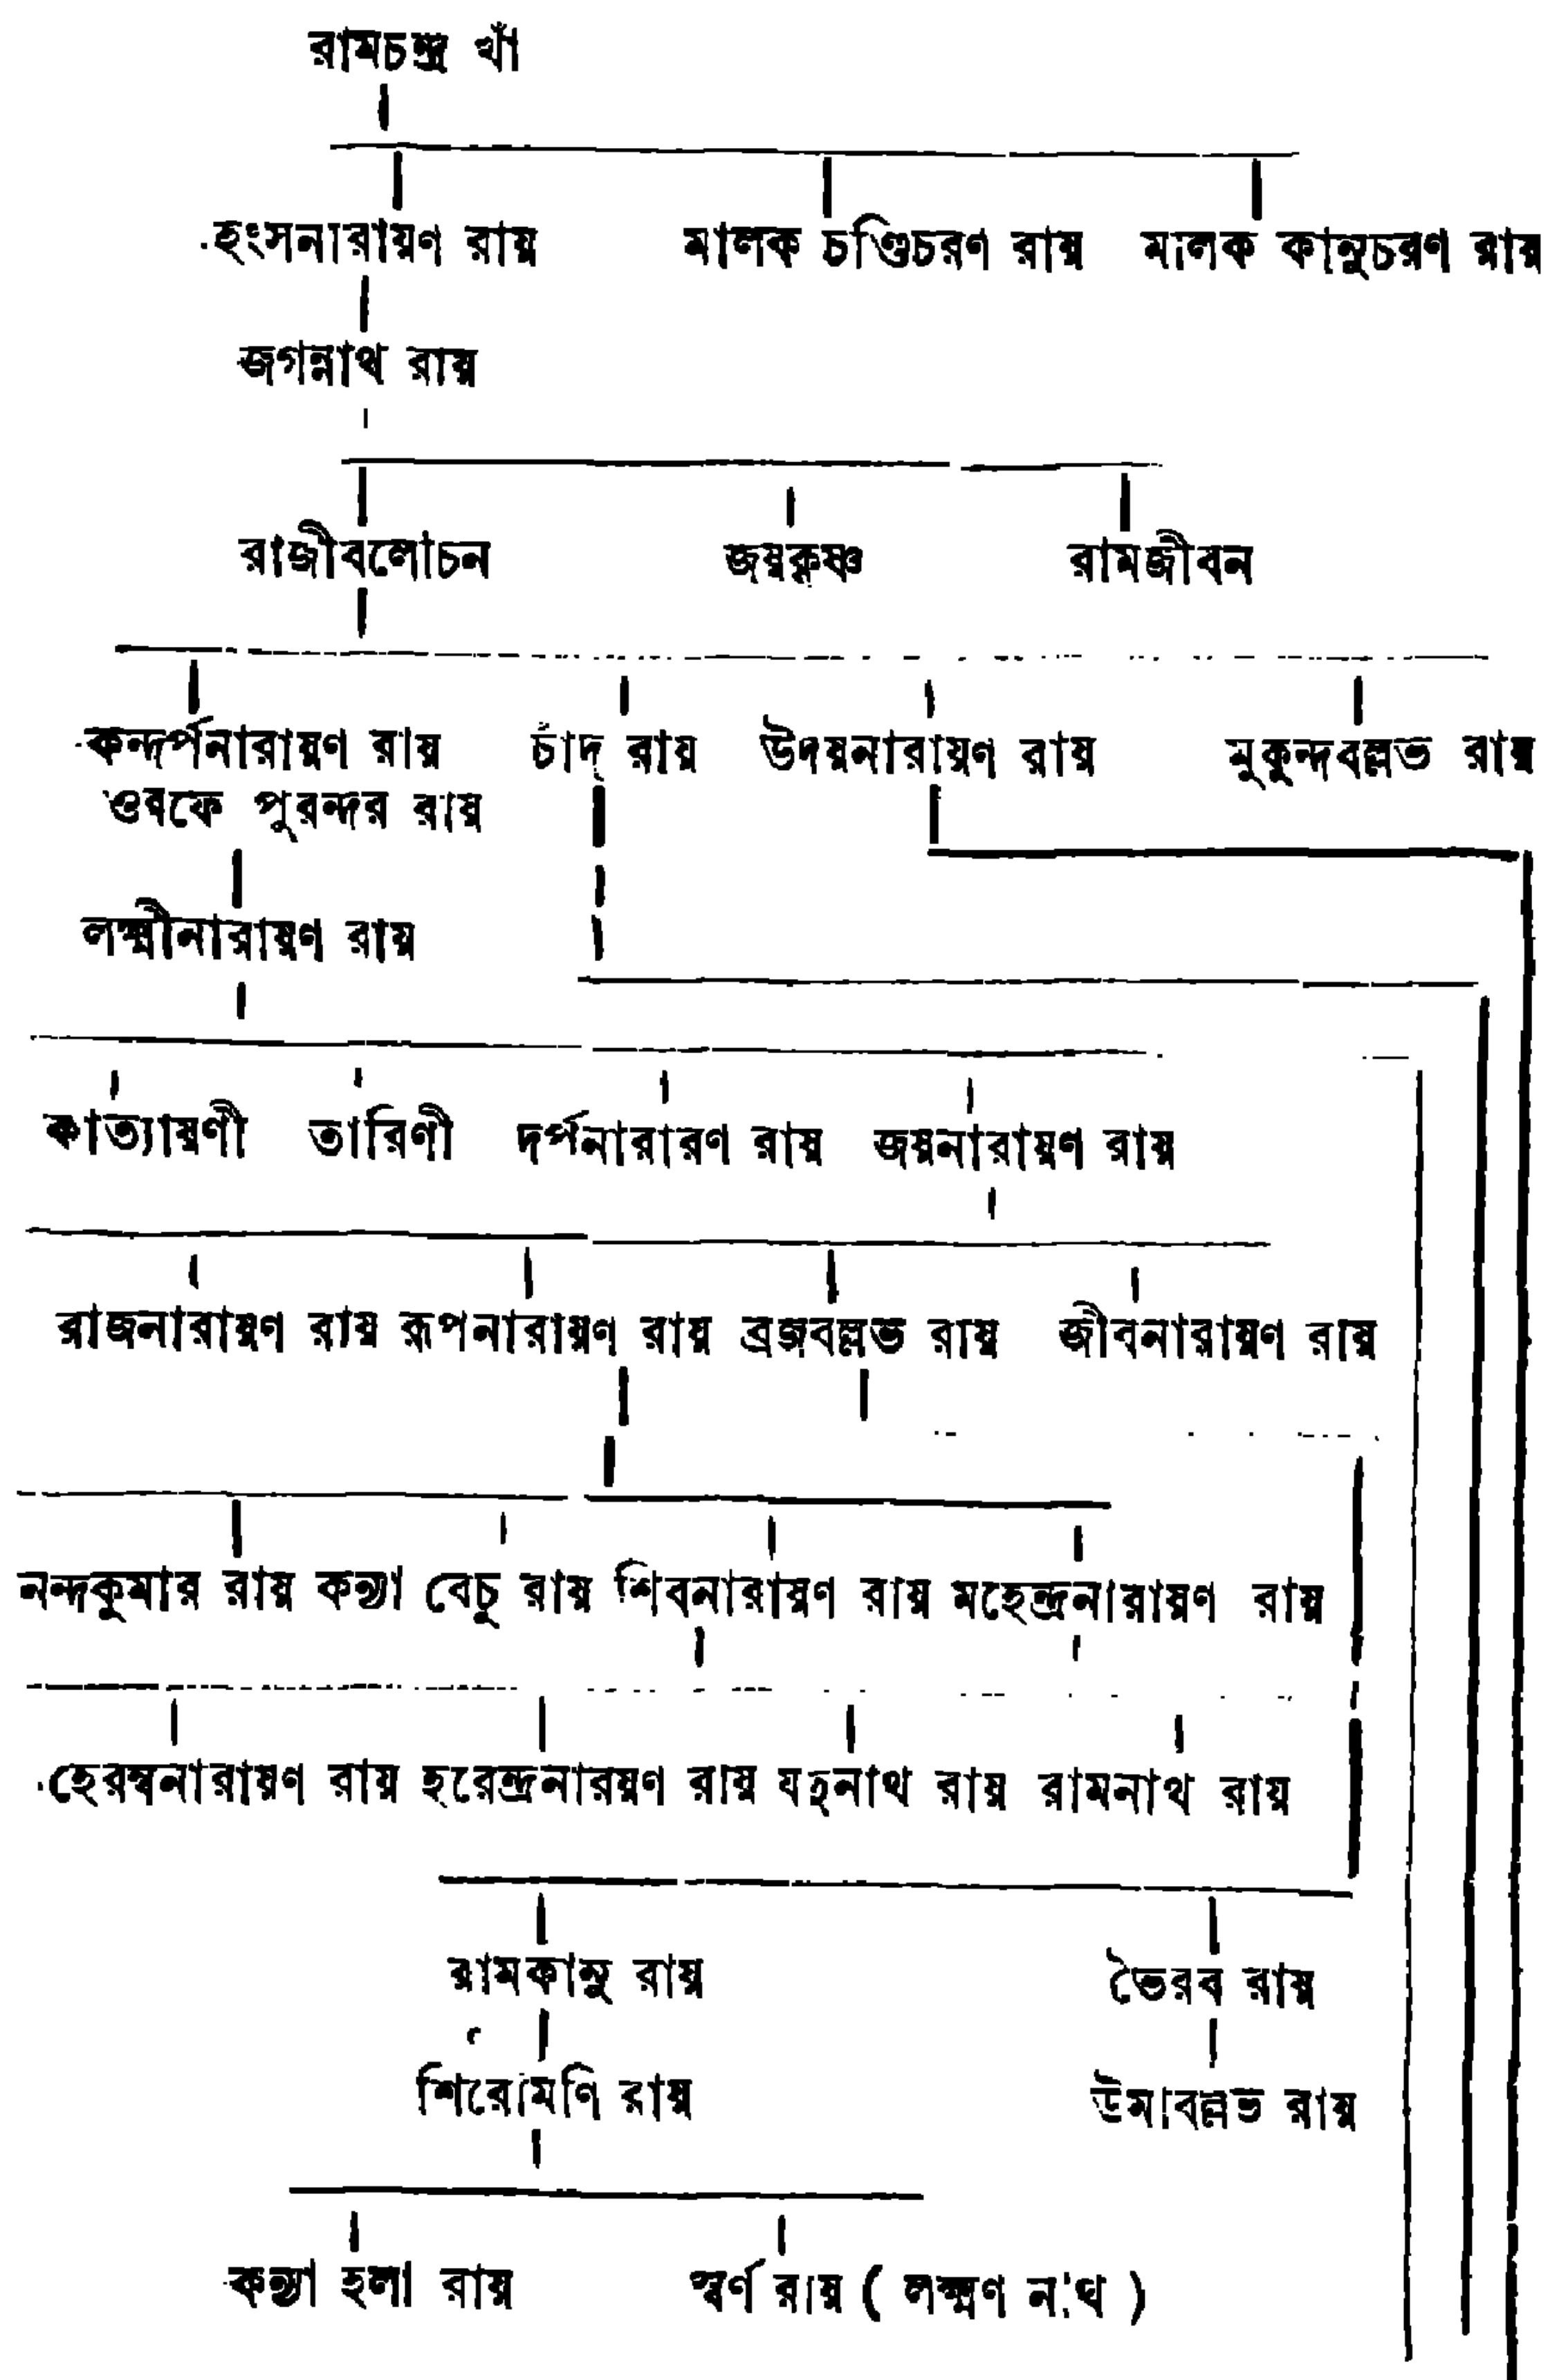 রামচন্দ্র খাঁ
হংসনারায়ণ রায় মালক চণ্ডিচরণ রায় মালক কানুচরণ রায়
জগন্নাথ রায়
রাজীবলোচন জয়কৃষ্ণ রামজীবন
কন্দর্পনারায়ণ রায় চাঁদ রায় উদয়নারায়ণ রায় মুকুন্দবল্লভ রায়
ওরফে পুরন্দর রায়
লক্ষ্মীনারায়ণ রায়
কাত্যায়ণী তারিণী দর্পনারারণ রায় জয়নারায়ণ রায়
রাজনারায়ণ রায় রূপনারায়ণ রায় ব্রজবল্লভ রায় জীবনারায়ণ রায়
নন্দকুমার রায় কন্যা বেচু রায় শিবনারায়ণ রায় মহেন্দ্রনারায়ণ রায়
হেরম্বনারায়ণ রায় হরেন্দ্রনারয়ণ রায় যদুনাথ রায় রামনাথ রায়
রামকানু রায় ভৈরব রায়
শিরোমণি রায় উমাবল্লভ রায়
কন্যা হলা রায় স্বর্ণ রায় ( লক্ষ্মণ নাথ )